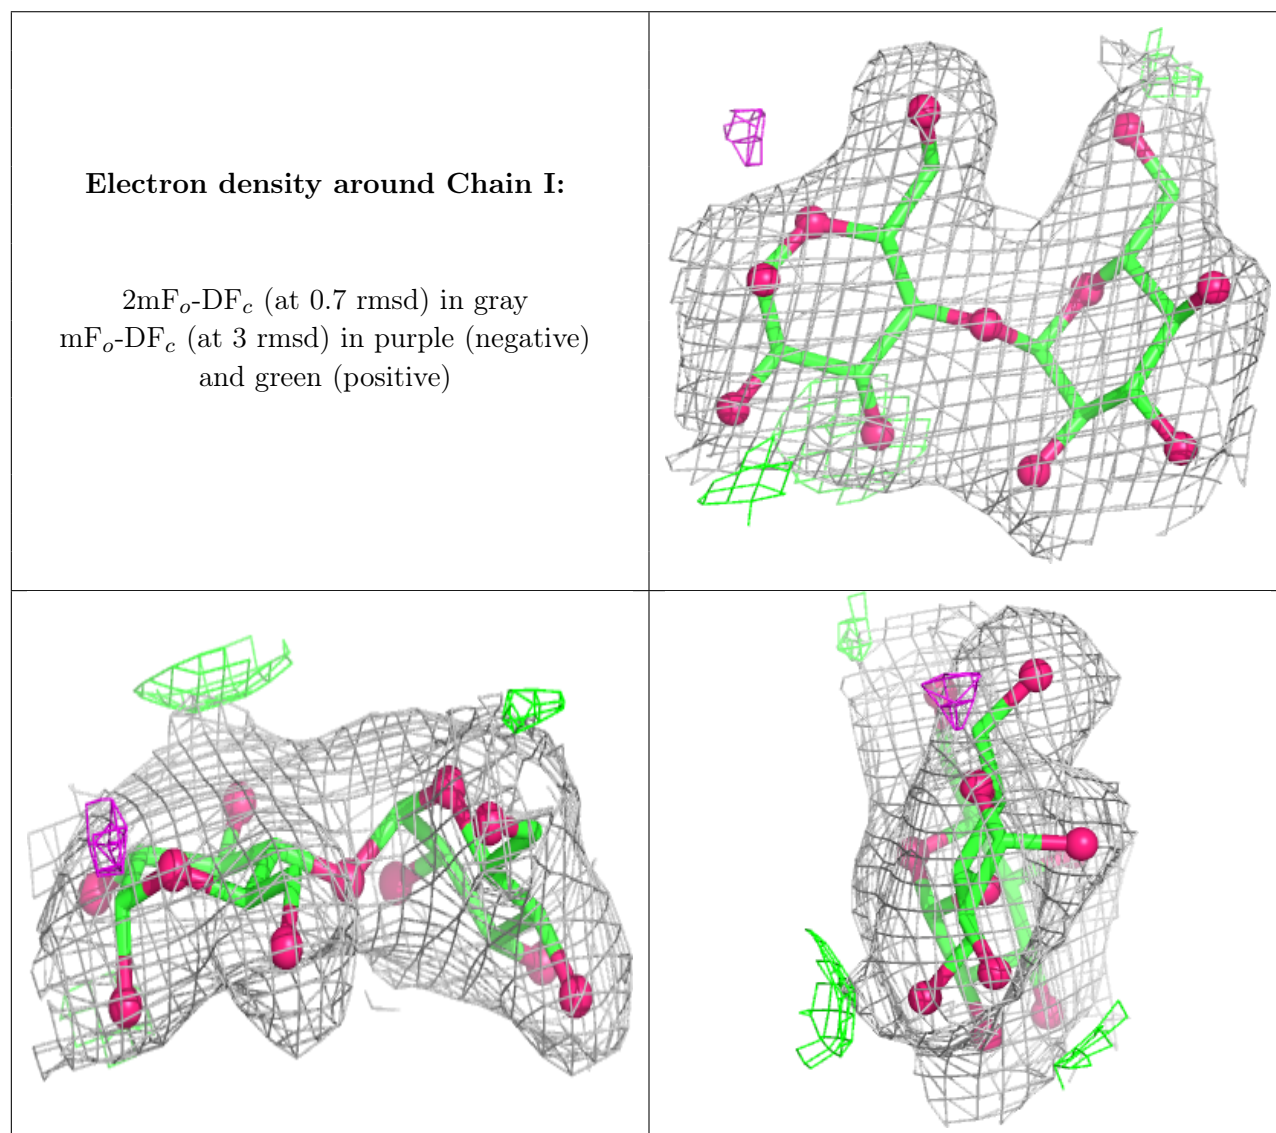 Electron density around Chain I:
2mFₒ-DF𝒸 (at 0.7 rmsd) in gray
mFₒ-DF𝒸 (at 3 rmsd) in purple (negative)
and green (positive)